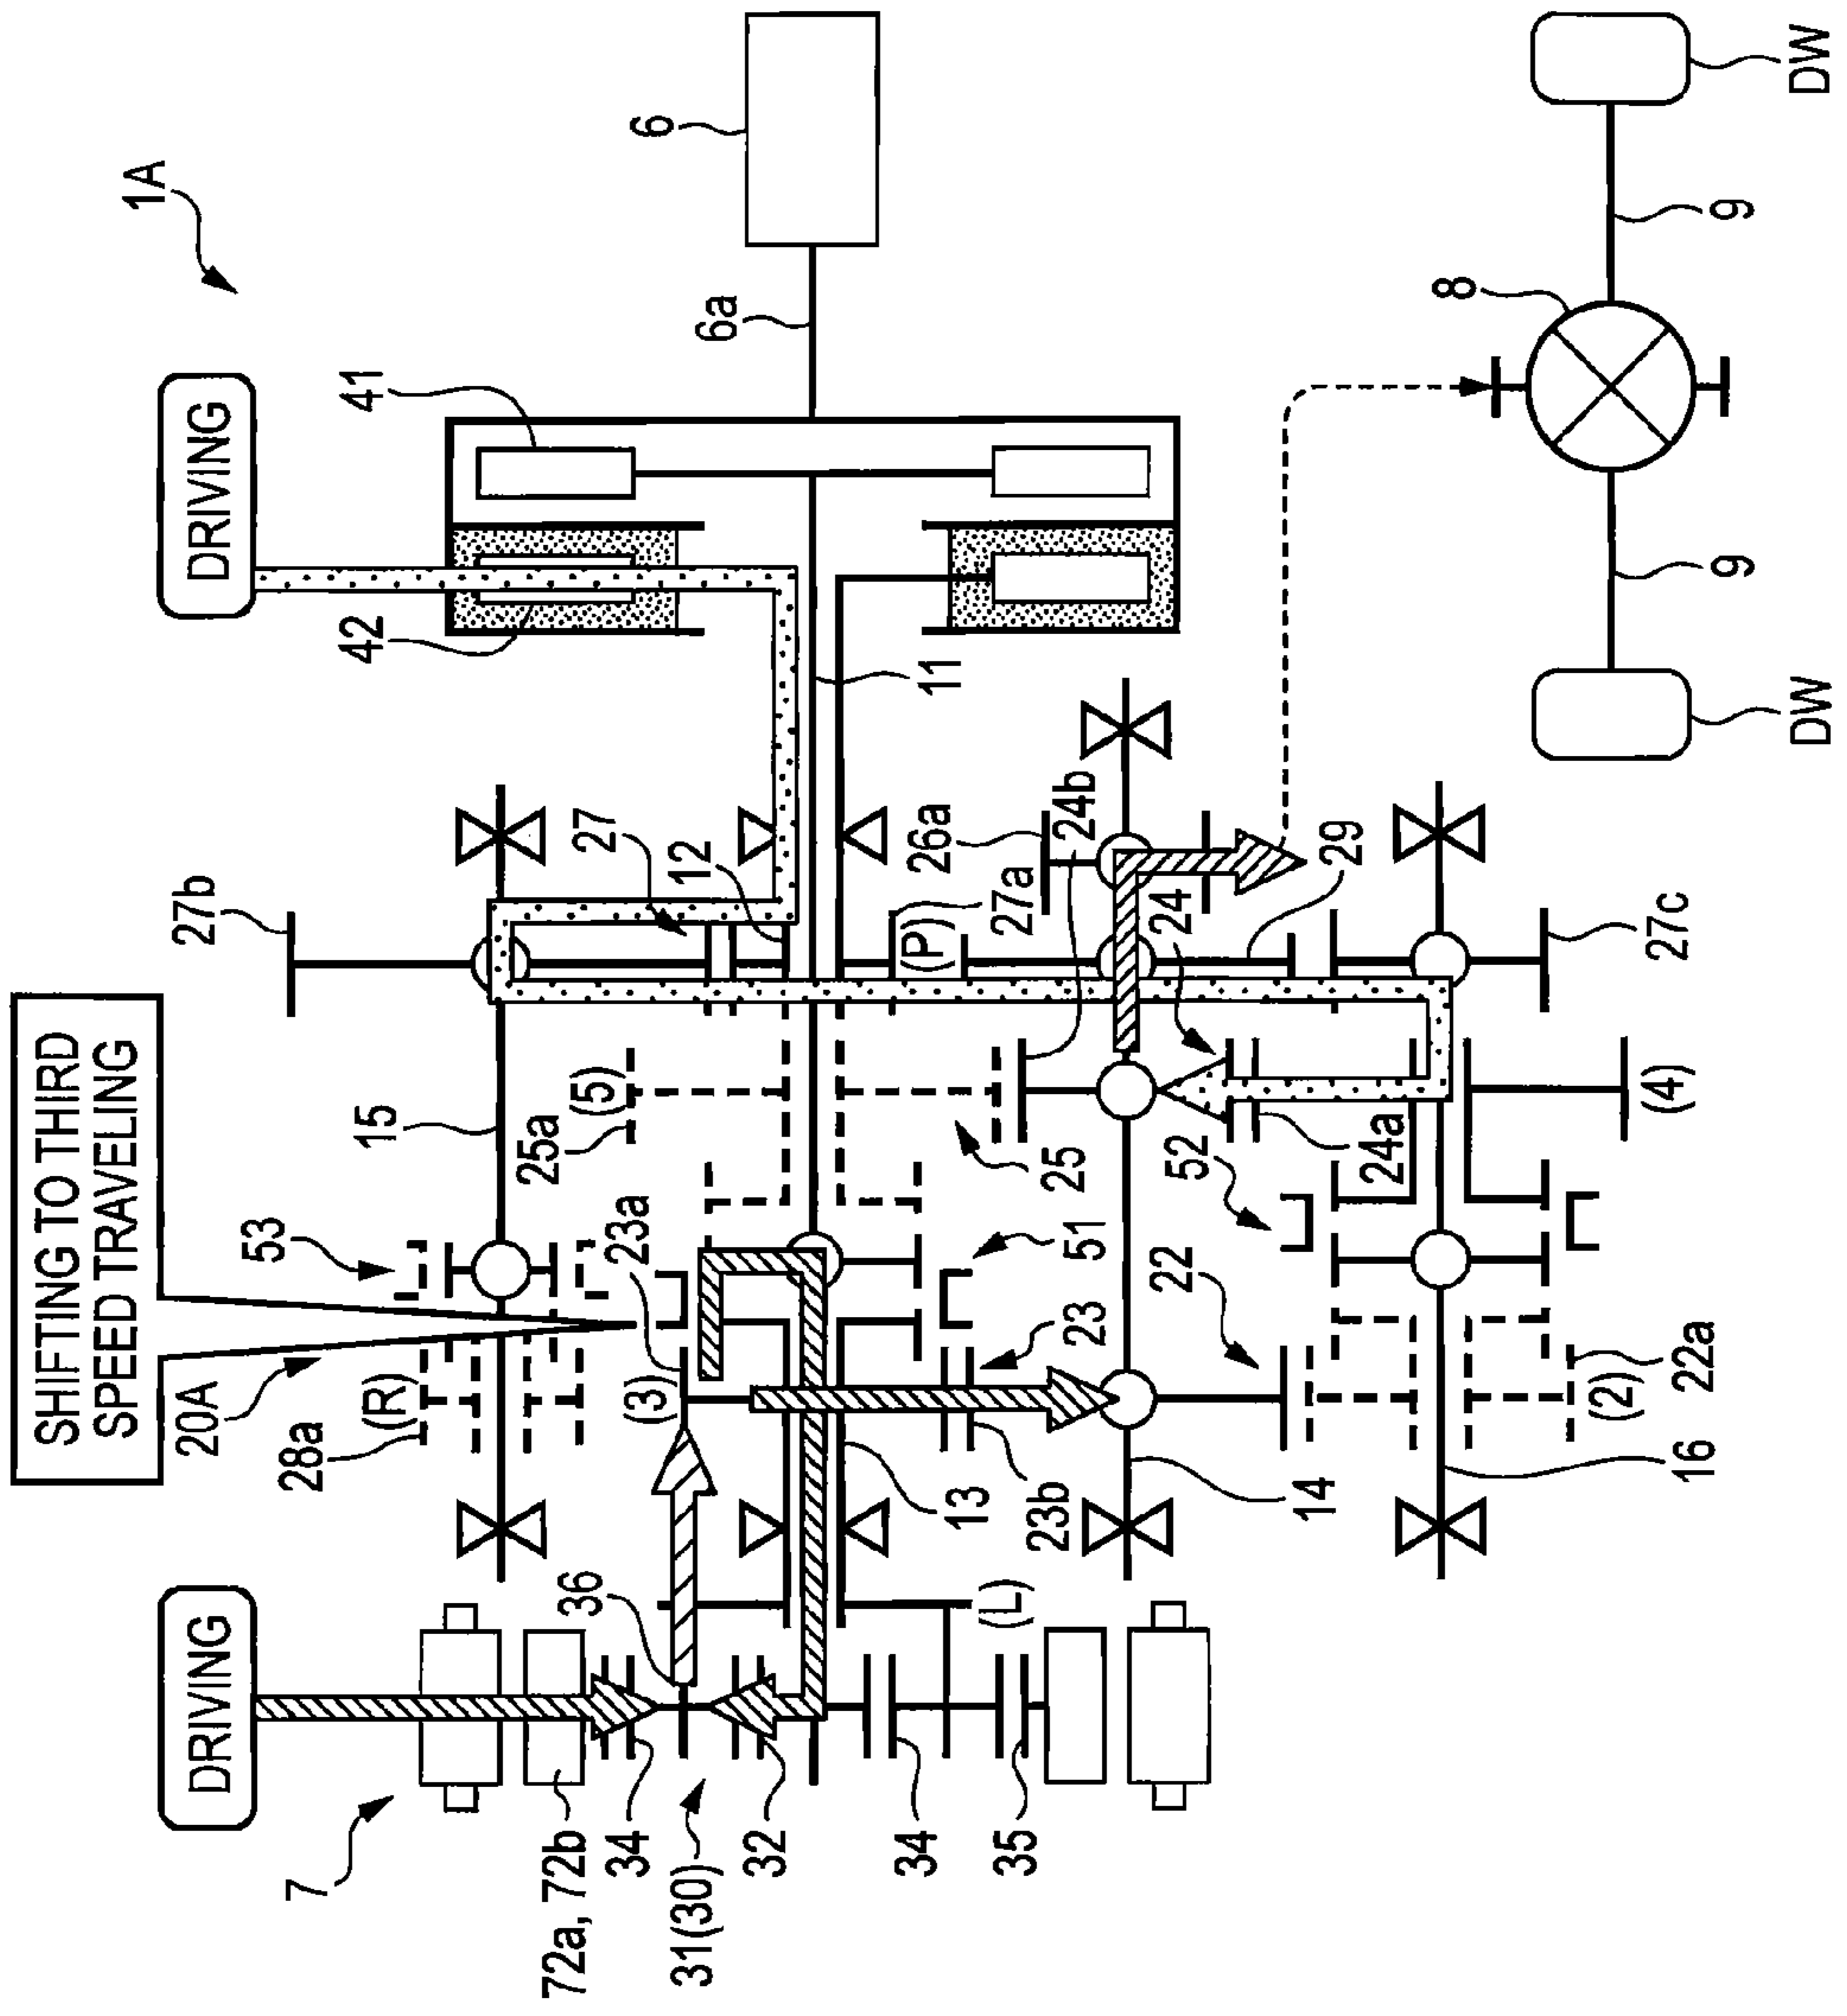 SHIFTING TO THIRD
SPEED TRAVELING
1A
DRIVING
20A
27b
DRIVING
53
7
28a
(R)
15
42
41
72a, 72b
36
25a
(5)
27
34
(3)
23a
6
31(30)
12
6a
32
34
13
(P)
26a
11
35
(L)
27a
23b
23
51
25
24b
22
52
24
14
24a
29
8
(2)
(4)
16
22a
27c
9
9
DW
DW